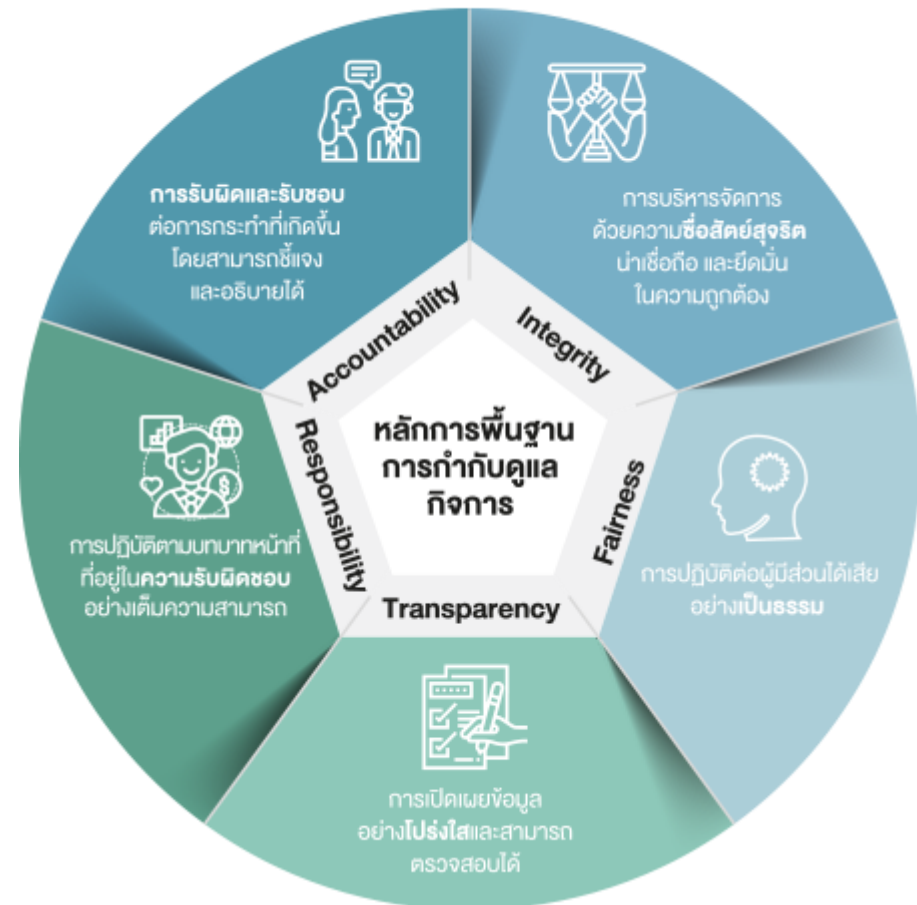 การรับผิดและรับชอบ
ต่อการกระทำที่เกิดขึ้น
โดยสามารถชี้แจง
และอธิบายได้
การบริหารจัดการ
ด้วยความซื่อสัตย์สุจริต
น่าเชื่อถือ และยึดมั่น
ในความถูกต้อง
Accountability
Integrity
หลักการพื้นฐาน
การกำกับดูแล
กิจการ
Responsibility
Fairness
Transparency
การปฏิบัติตามบทบาทหน้าที่
ที่อยู่ในความรับผิดชอบ
อย่างเต็มความสามารถ
การปฏิบัติต่อผู้มีส่วนได้เสีย
อย่างเป็นธรรม
การเปิดเผยข้อมูล
อย่างโปร่งใสและสามารถ
ตรวจสอบได้